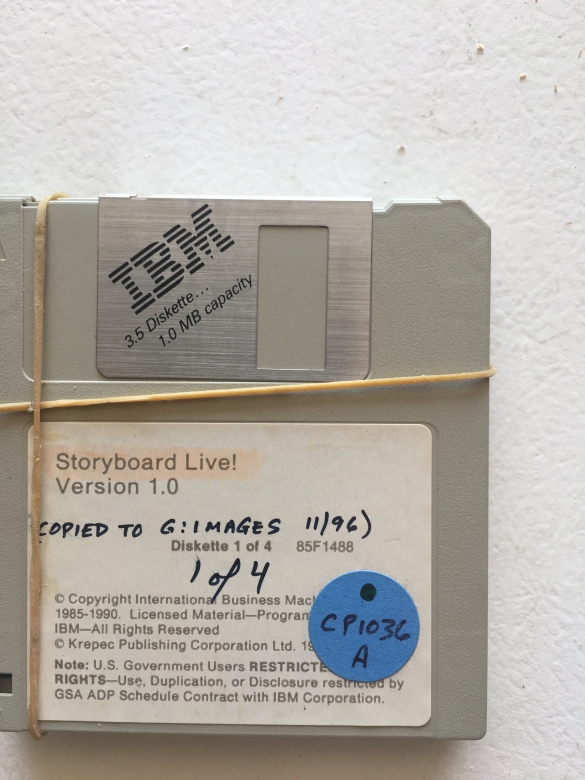 IBM
3.5 Diskette...
1.0 MB capacity
Storyboard Live!
Version 1.0
COPIED TO G:IMAGES 11/96)
Diskette 1 of 4 85F1488
1 of 4
© Copyright International Business Mac
1985-1990. Licensed Material—Program
IBM—All Rights Reserved
© Krepec Publishing Corporation Ltd. 19
Note: U.S. Government Users RESTRICTE
RIGHTS—Use, Duplication, or Disclosure restricted by
GSA ADP Schedule Contract with IBM Corporation.
CP1036
A